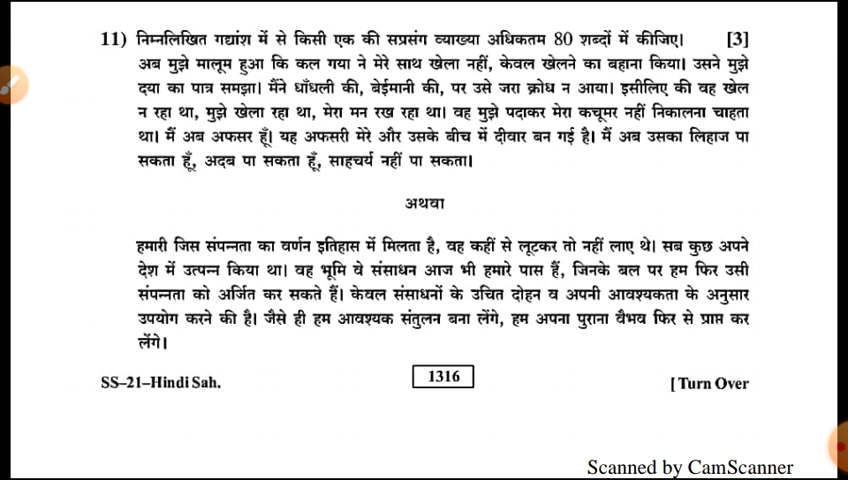 11) निम्नलिखित गद्यांश में से किसी एक की सप्रसंग व्याख्या अधिकतम 80 शब्दों में कीजिए। [3]
अब मुझे मालूम हुआ कि कल गया ने मेरे साथ खेला नहीं, केवल खेलने का बहाना किया। उसने मुझे
दया का पात्र समझा। मैंने धाँधली की, बेईमानी की, पर उसे जरा क्रोध न आया। इसीलिए की वह खेल
न रहा था, मुझे खेला रहा था, मेरा मन रख रहा था। वह मुझे पदाकर मेरा कचूमर नहीं निकालना चाहता
था। मैं अब अफसर हूँ। यह अफसरी मेरे और उसके बीच में दीवार बन गई है। मैं अब उसका लिहाज पा
सकता हूँ, अदब पा सकता हूँ, साहचर्य नहीं पा सकता।
अथवा
हमारी जिस संपन्नता का वर्णन इतिहास में मिलता है, वह कहीं से लूटकर तो नहीं लाए थे। सब कुछ अपने
देश में उत्पन्न किया था। वह भूमि वे संसाधन आज भी हमारे पास हैं, जिनके बल पर हम फिर उसी
संपन्नता को अर्जित कर सकते हैं। केवल संसाधनों के उचित दोहन व अपनी आवश्यकता के अनुसार
उपयोग करने की है। जैसे ही हम आवश्यक संतुलन बना लेंगे, हम अपना पुराना वैभव फिर से प्राप्त कर
लेंगे।
SS–21–Hindi Sah. 1316 [ Turn Over
Scanned by CamScanner